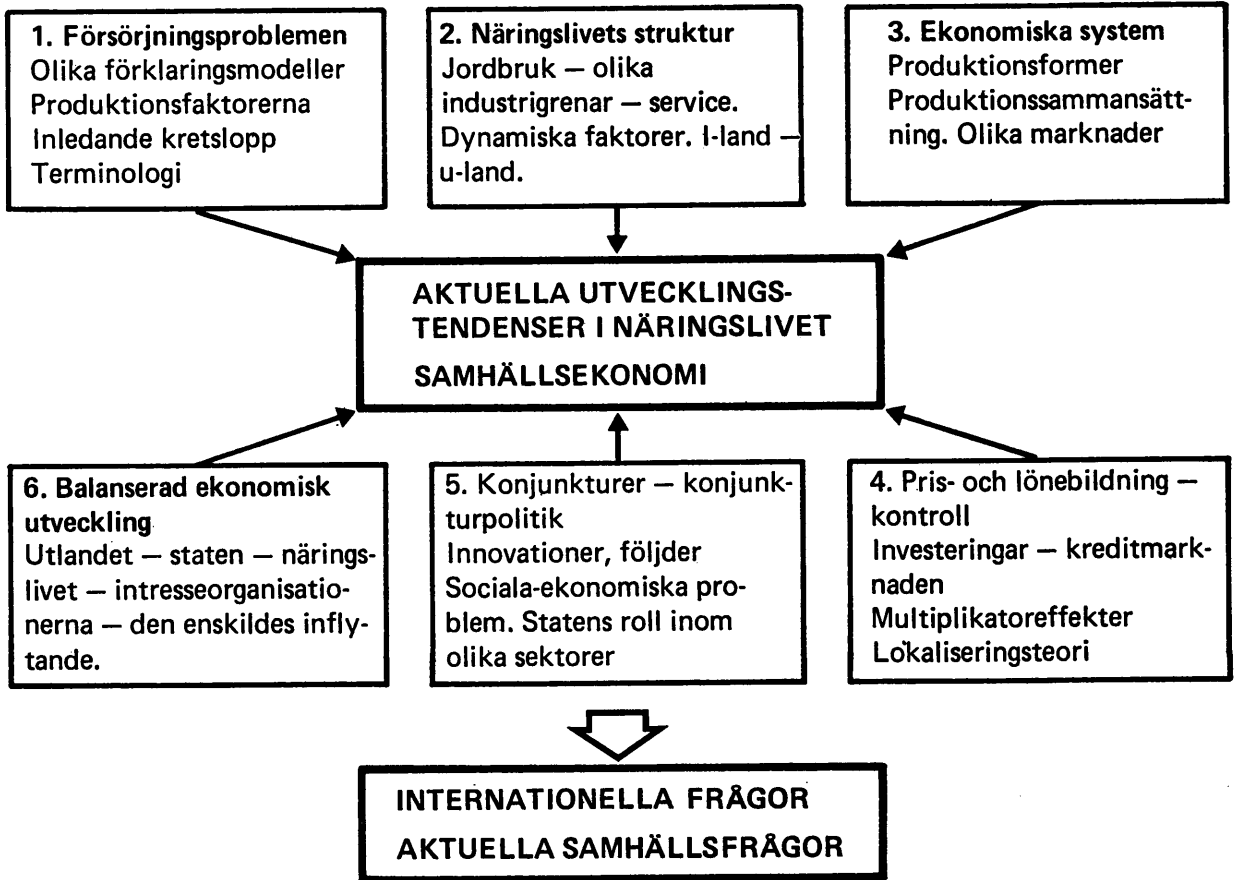 1. Försörjningsproblemen
Olika förklaringsmodeller
Produktionsfaktorerna
Inledande kretslopp
Terminologi
2. Näringslivets struktur
Jordbruk — olika
industrigrenar — service.
Dynamiska faktorer. I-land —
u-land.
3. Ekonomiska system
Produktionsformer
Produktionssammansätt-
ning. Olika marknader
AKTUELLA UTVECKLINGS-
TENDENSER I NÄRINGSLIVET
SAMHÄLLSEKONOMI
6. Balanserad ekonomisk
utveckling
Utlandet — staten — närings-
livet — intresseorganisatio-
nerna — den enskildes infly-
tande.
5. Konjunkturer — konjunk-
turpolitik
Innovationer, följder
Sociala-ekonomiska pro-
blem. Statens roll inom
olika sektorer
4. Pris- och lönebildning —
kontroll
Investeringar — kreditmark-
naden
Multiplikatoreffekter
Lokaliseringsteori
INTERNATIONELLA FRÅGOR
AKTUELLA SAMHÄLLSFRÅGOR